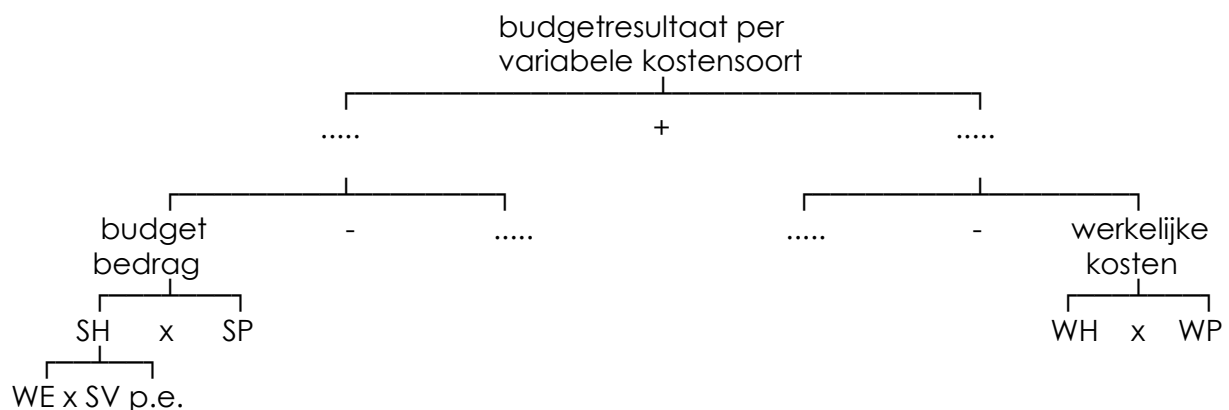 budgetresultaat per
variabele kostensoort
..... + .....
budget - ..... ..... - werkelijke
bedrag kosten
SH x SP WH x WP
WE x SV p.e.